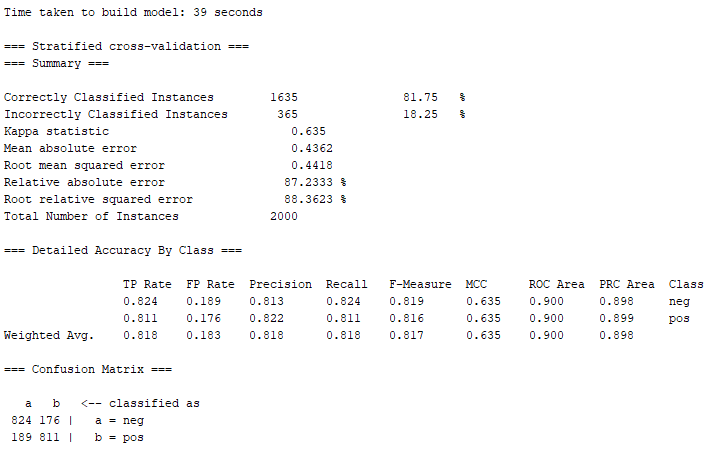 Time taken to build model: 39 seconds
=== Stratified cross-validation ===
=== Summary ===
Correctly Classified Instances 1635 81.75 %
Incorrectly Classified Instances 365 18.25 %
Kappa statistic 0.635
Mean absolute error 0.4362
Root mean squared error 0.4418
Relative absolute error 87.2333 %
Root relative squared error 88.3623 %
Total Number of Instances 2000
=== Detailed Accuracy By Class ===
TP Rate FP Rate Precision Recall F-Measure MCC ROC Area PRC Area Class
0.824 0.189 0.813 0.824 0.819 0.635 0.900 0.898 neg
0.811 0.176 0.822 0.811 0.816 0.635 0.900 0.899 pos
Weighted Avg. 0.818 0.183 0.818 0.818 0.817 0.635 0.900 0.898
=== Confusion Matrix ===
a b <-- classified as
824 176 | a = neg
189 811 | b = pos